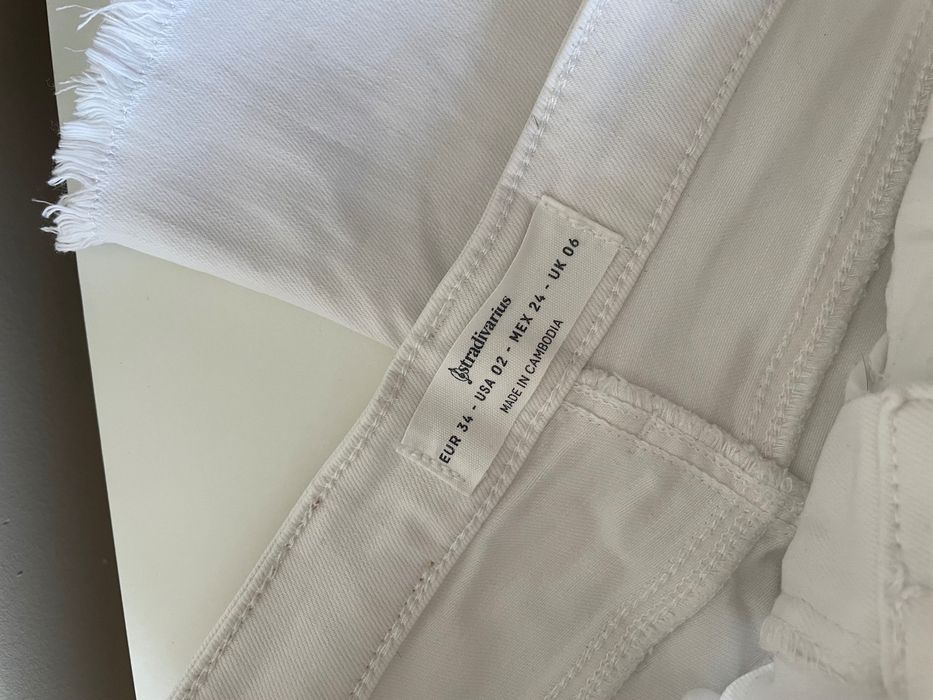 stradivarius
EUR 34 - USA 02 - MEX 24 - UK 06
MADE IN CAMBODIA